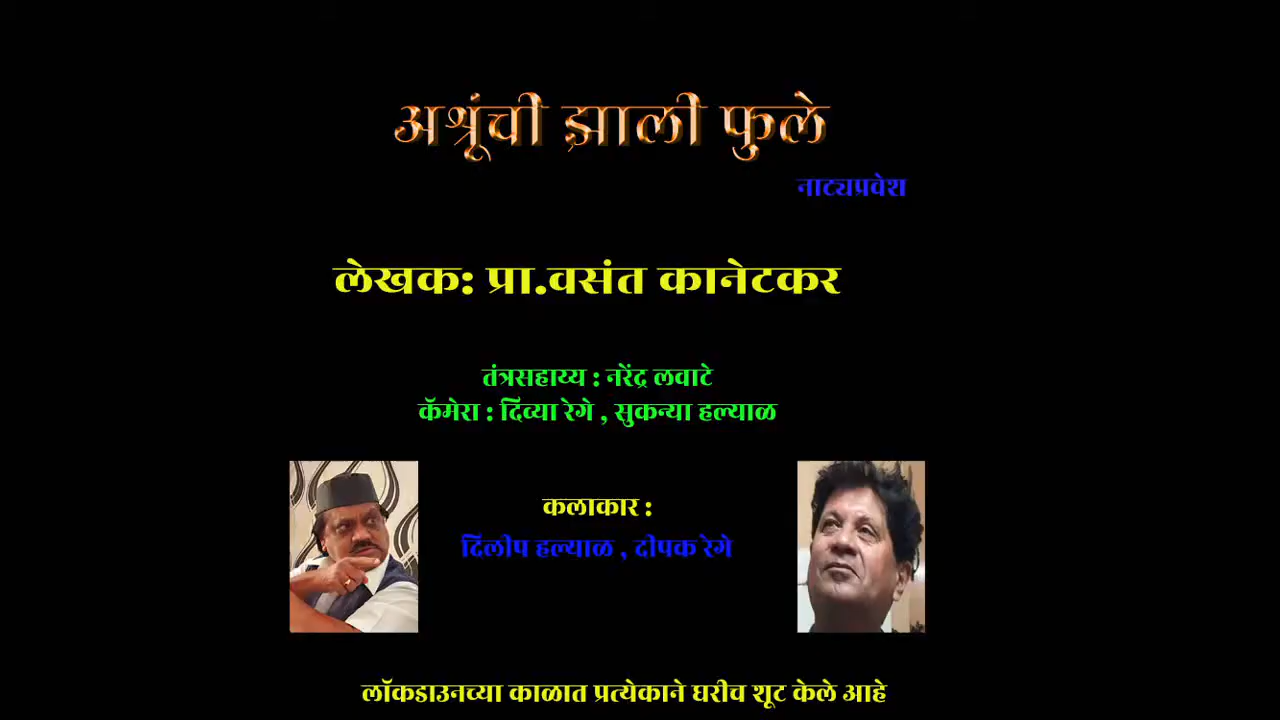 अश्रूंची झाली फुले
नाट्यप्रवेश
लेखक: प्रा.वसंत कानेटकर
तंत्रसहाय्य : नरेंद्र लवाटे
कॅमेरा : दिव्या रेगे , सुकन्या हल्याळ
कलाकार :
दिलीप हल्याळ , दीपक रेगे
लॉकडाउनच्या काळात प्रत्येकाने घरीच शूट केले आहे